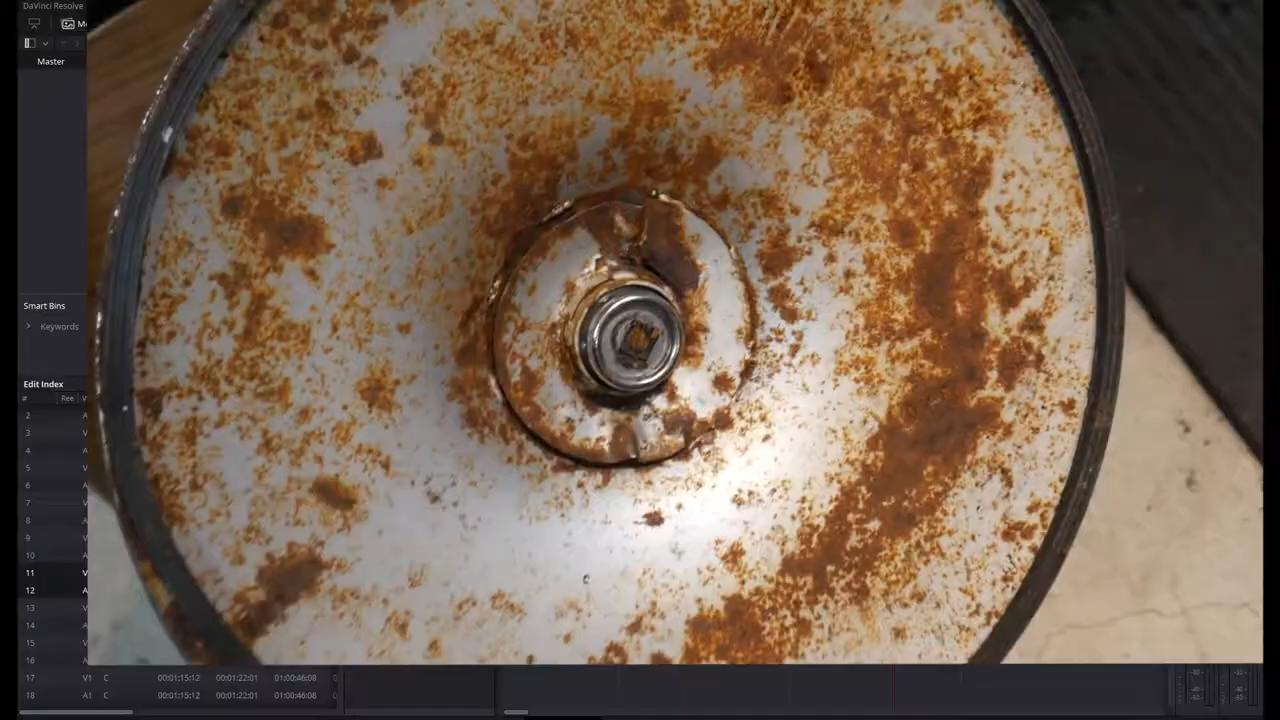 DaVinci Resolve
Master
Smart Bins
Keywords
Edit Index
# Ree V
2 A
3 V
4 A
5 V
6 A
7 V
8 A
9 V
10 A
11 V
12 A
13 V
14 A
15 V
16 A
17 V1 C 00:01:15:12 00:01:22:01 01:00:46:08
18 A1 C 00:01:15:12 00:01:22:01 01:00:46:08